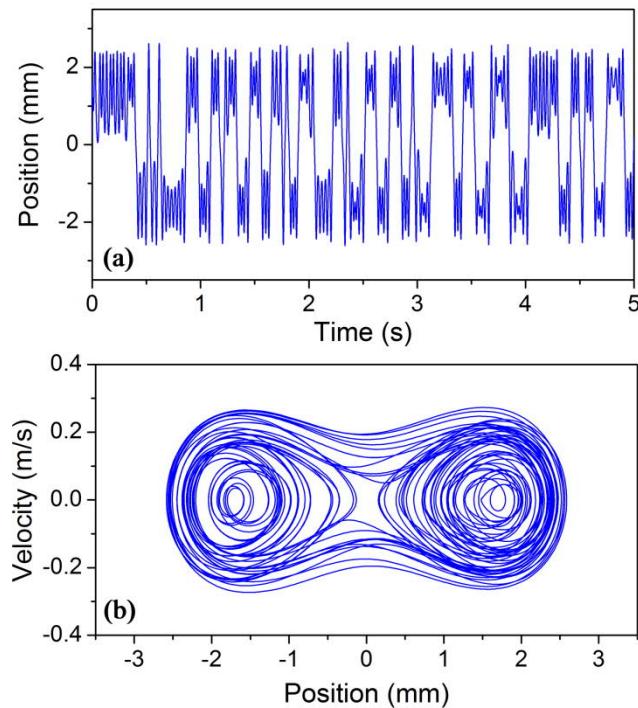 2
0
-2
Position (mm)
(a)
0 1 2 3 4 5
Time (s)
0.4
0.2
0.0
-0.2
-0.4
Velocity (m/s)
(b)
-3 -2 -1 0 1 2 3
Position (mm)